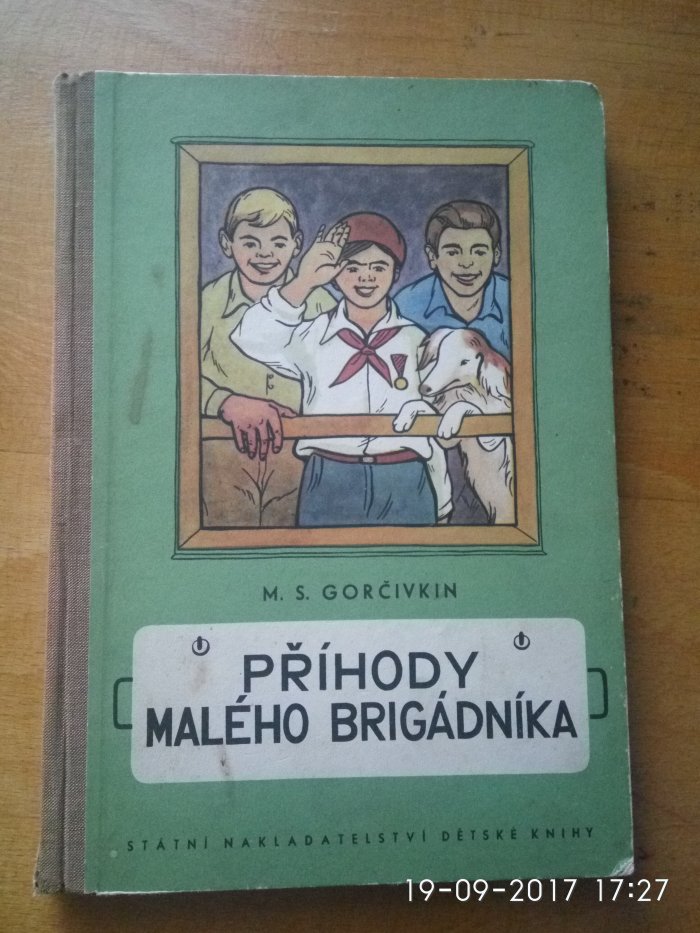 M. S. GORČIVKIN
PŘÍHODY
MALÉHO BRIGÁDNÍKA
STÁTNÍ NAKLADATELSTVÍ DĚTSKÉ KNIHY
19-09-2017 17:27